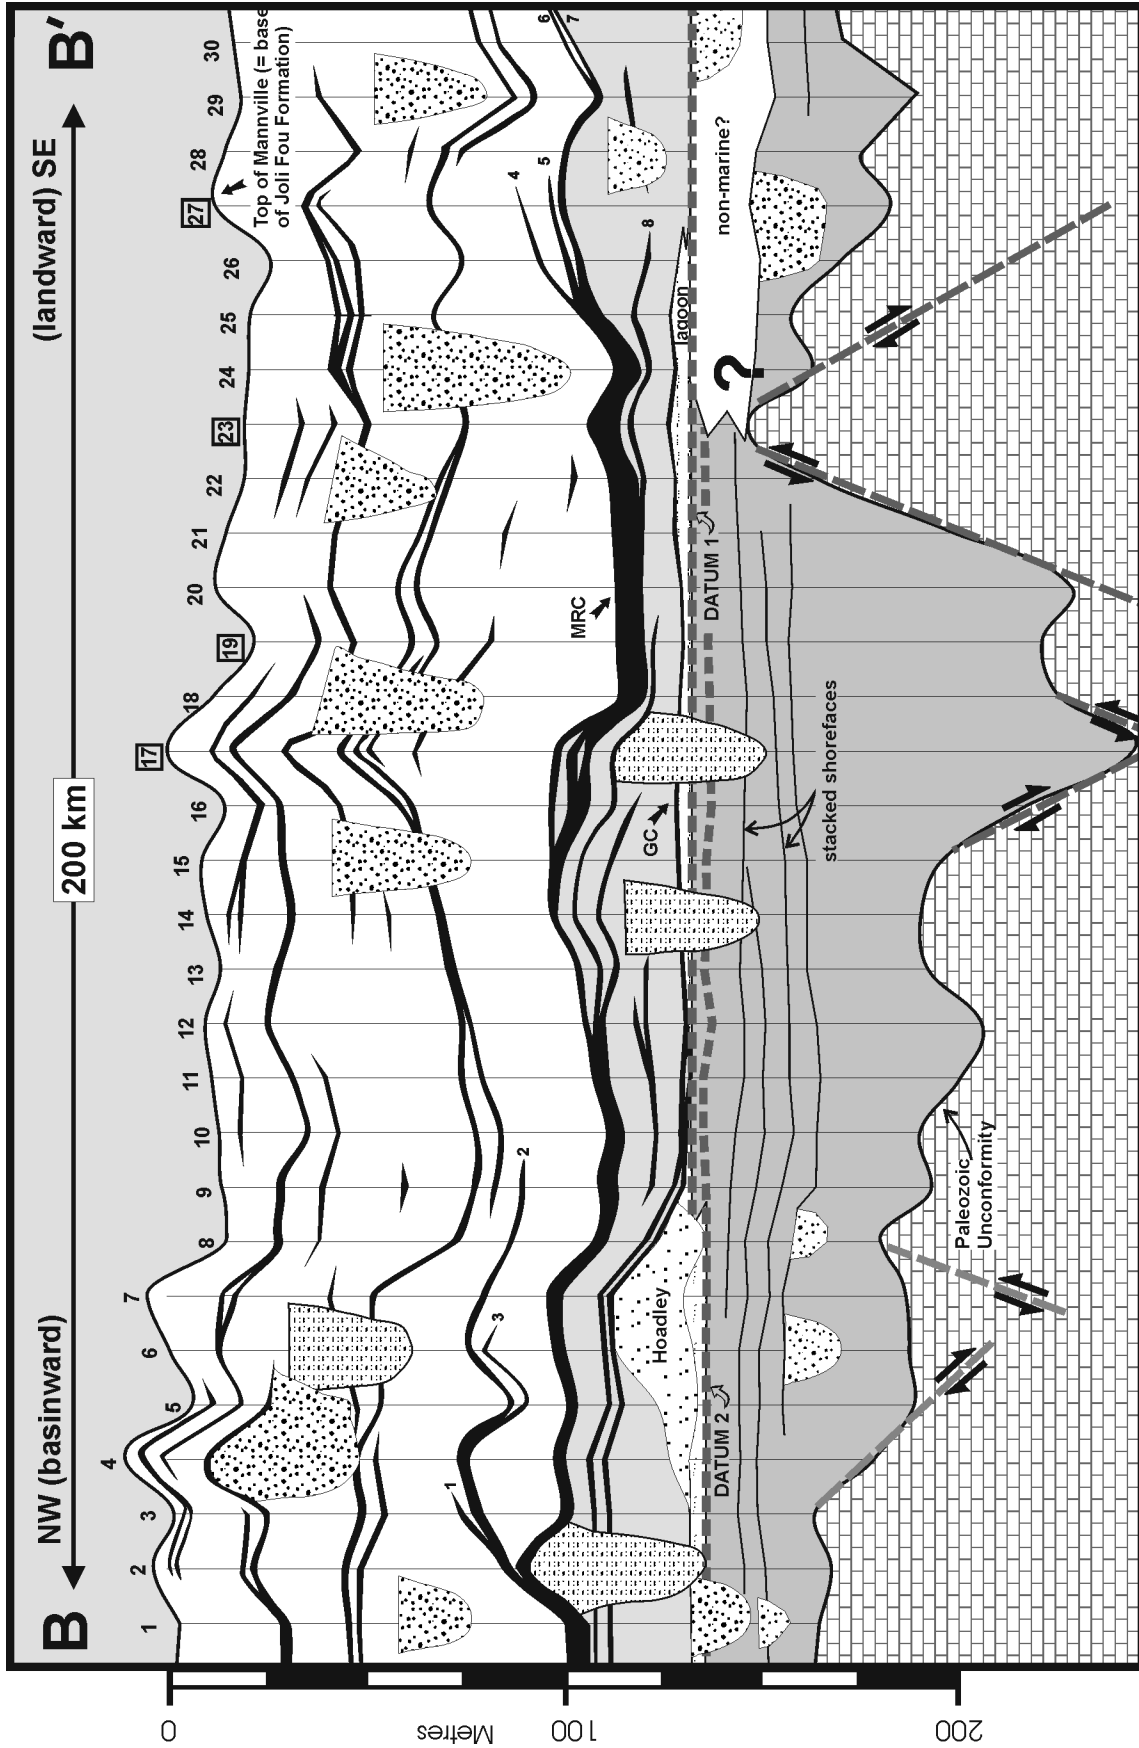 B
NW (basinward)
200 km
(landward) SE
B'
1
2
3
4
5
6
7
8
9
10
11
12
13
14
15
16
17
18
19
20
21
22
23
24
25
26
27
28
29
30
Top of Mannville (= base
of Joli Fou Formation)
0
Metres
100
200
1
2
3
4
5
6
7
8
MRC
GC
Hoadley
lagoon
DATUM 1
DATUM 2
non-marine?
?
stacked shorefaces
Paleozoic
Unconformity